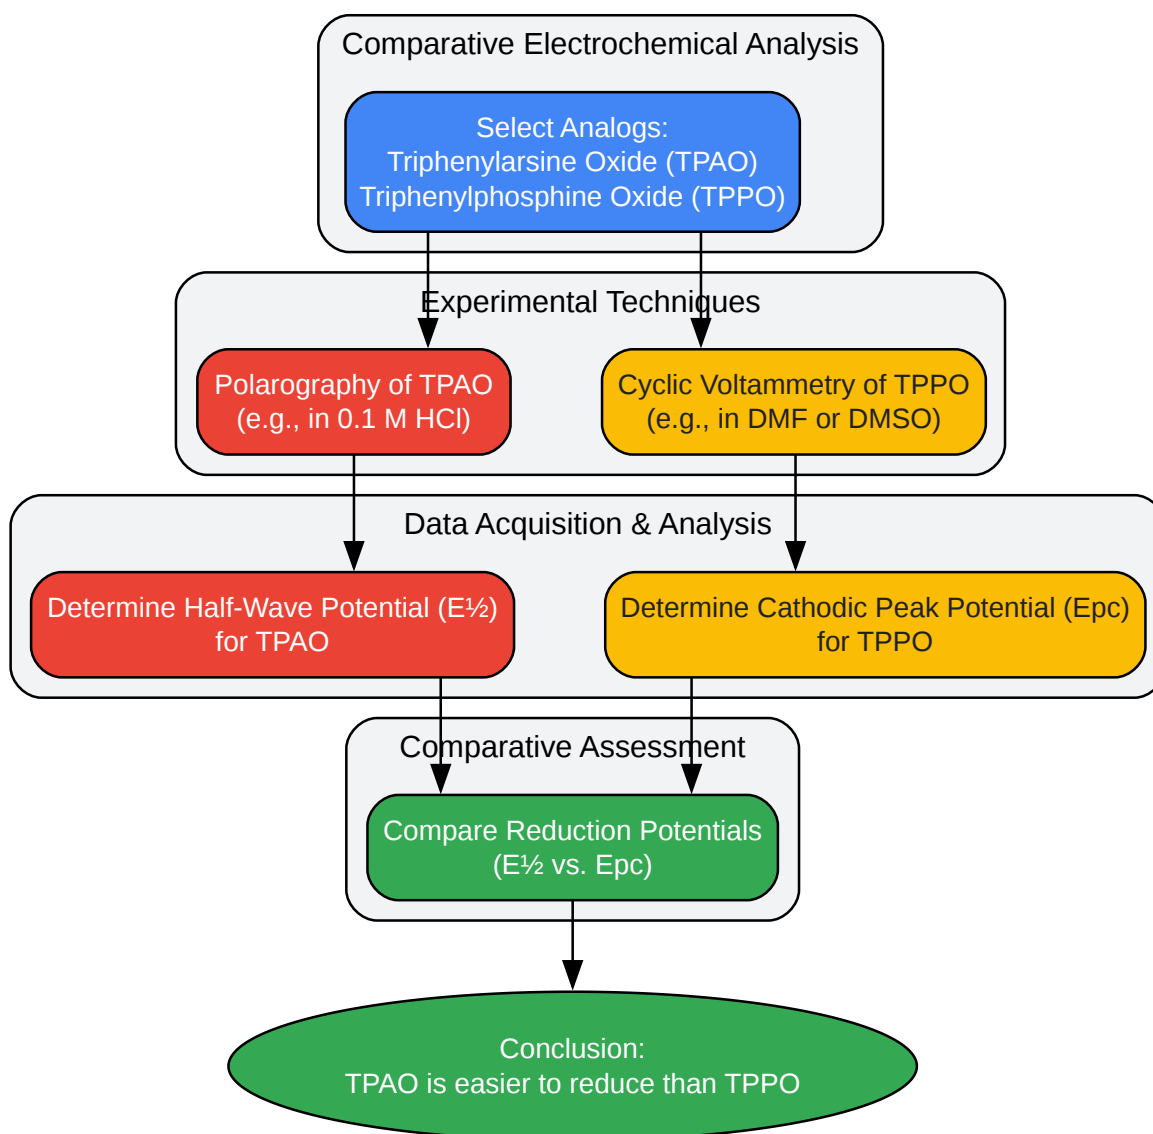 Comparative Electrochemical Analysis
Select Analogs:
Triphenylarsine Oxide (TPAO)
Triphenylphosphine Oxide (TPPO)
Experimental Techniques
Polarography of TPAO
(e.g., in 0.1 M HCl)
Cyclic Voltammetry of TPPO
(e.g., in DMF or DMSO)
Data Acquisition & Analysis
Determine Half-Wave Potential (E½)
for TPAO
Determine Cathodic Peak Potential (Epc)
for TPPO
Comparative Assessment
Compare Reduction Potentials
(E½ vs. Epc)
Conclusion:
TPAO is easier to reduce than TPPO